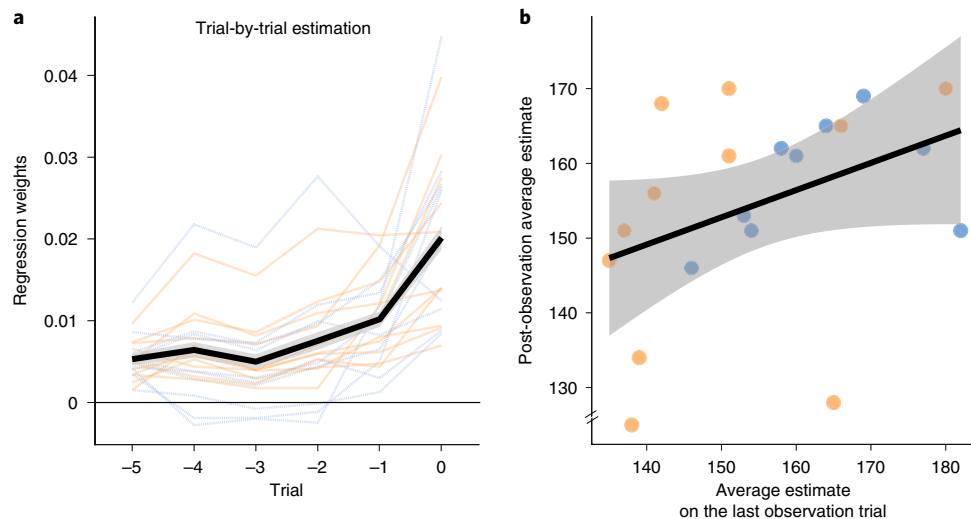 a
Trial-by-trial estimation
Regression weights
0.04
0.03
0.02
0.01
0
–5
–4
–3
–2
–1
0
Trial
b
Post-observation average estimate
170
160
150
140
130
140
150
160
170
180
Average estimate
on the last observation trial